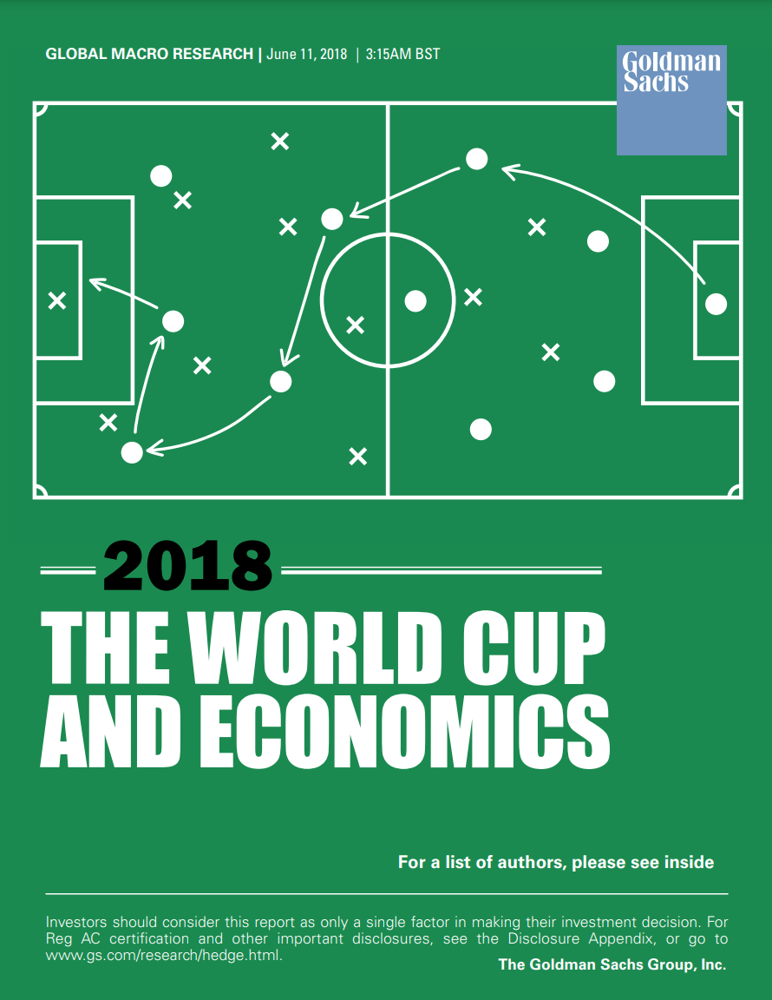 GLOBAL MACRO RESEARCH | June 11, 2018 | 3:15AM BST
Goldman
Sachs
2018
THE WORLD CUP
AND ECONOMICS
For a list of authors, please see inside
Investors should consider this report as only a single factor in making their investment decision. For
Reg AC certification and other important disclosures, see the Disclosure Appendix, or go to
www.gs.com/research/hedge.html.
The Goldman Sachs Group, Inc.